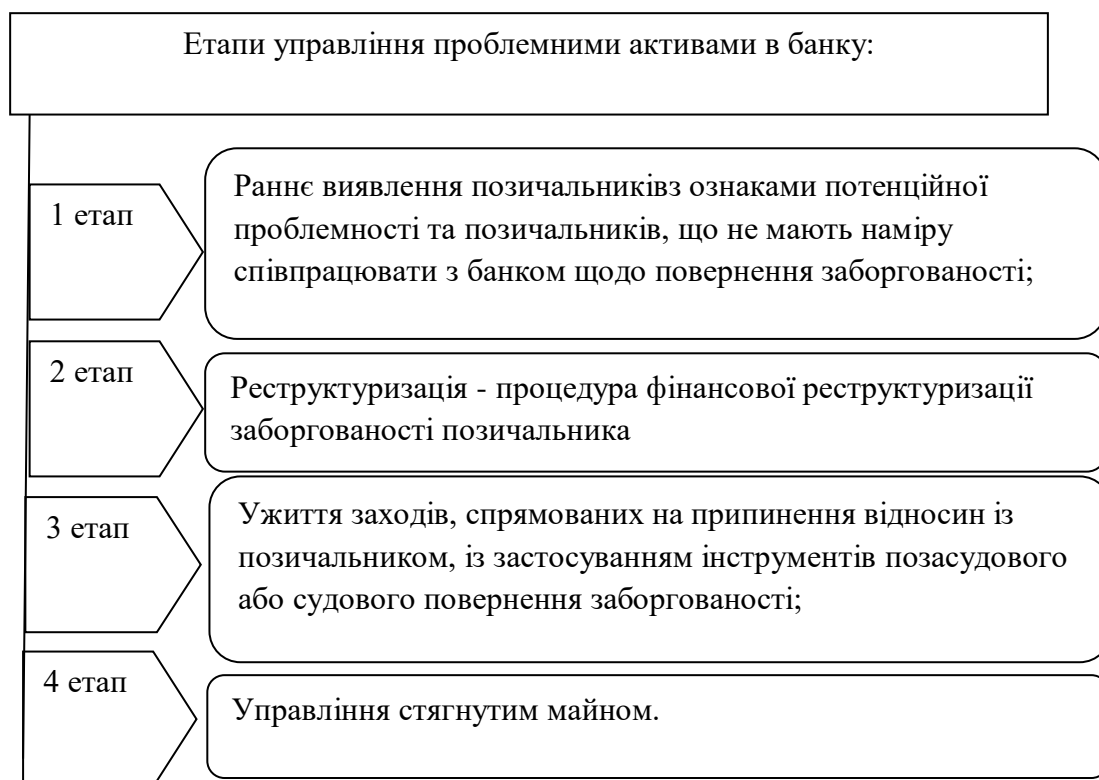 Етапи управління проблемними активами в банку:
1 етап
Раннє виявлення позичальниківз ознаками потенційної
проблемності та позичальників, що не мають наміру
співпрацювати з банком щодо повернення заборгованості;
2 етап
Реструктуризація - процедура фінансової реструктуризації
заборгованості позичальника
3 етап
Ужиття заходів, спрямованих на припинення відносин із
позичальником, із застосуванням інструментів позасудового
або судового повернення заборгованості;
4 етап
Управління стягнутим майном.